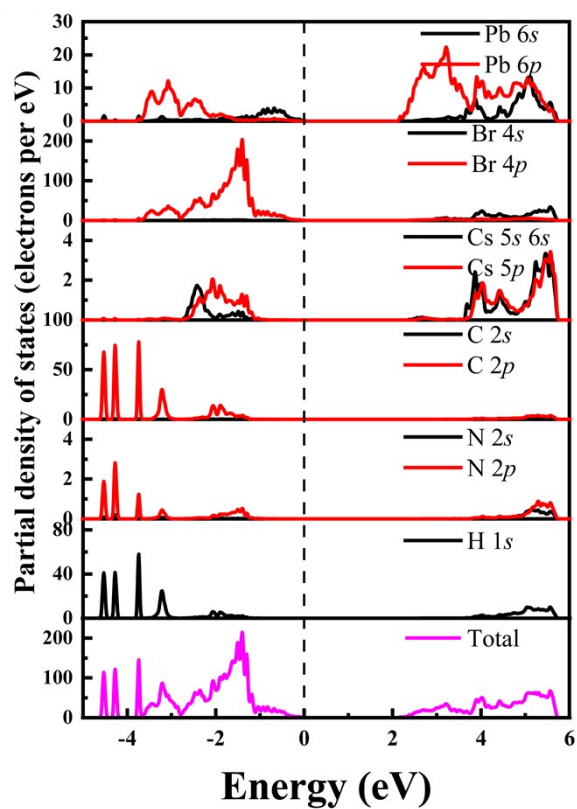 Partial density of states (electrons per eV)
30
20
10
0
Pb 6s
Pb 6p
200
100
0
Br 4s
Br 4p
4
2
Cs 5s 6s
Cs 5p
100
75
50
25
0
C 2s
C 2p
4
2
0
N 2s
N 2p
80
40
0
H 1s
200
100
0
Total
-4 -2 0 2 4 6
Energy (eV)